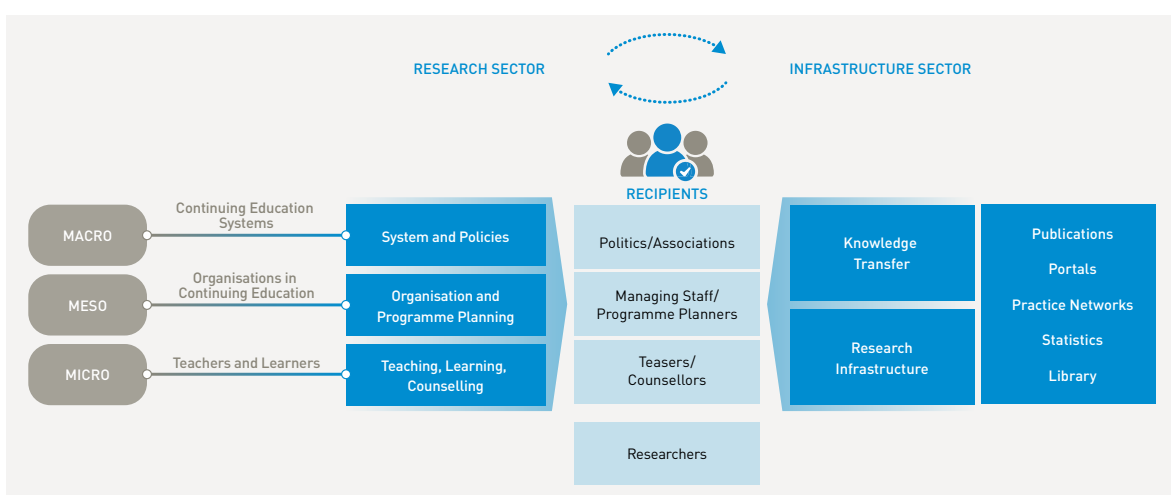 RESEARCH SECTOR
INFRASTRUCTURE SECTOR
RECIPIENTS
MACRO
Continuing Education
Systems
System and Policies
MESO
Organisations in
Continuing Education
Organisation and
Programme Planning
MICRO
Teachers and Learners
Teaching, Learning,
Counselling
Politics/Associations
Managing Staff/
Programme Planners
Teasers/
Counsellors
Researchers
Knowledge
Transfer
Research
Infrastructure
Publications
Portals
Practice Networks
Statistics
Library